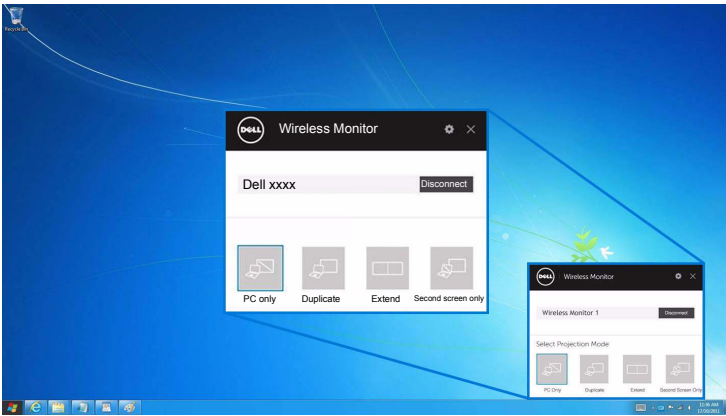 Recycle Bin
DELL Wireless Monitor
Dell xxxx Disconnect
PC only Duplicate Extend Second screen only
DELL Wireless Monitor
Wireless Monitor 1 Disconnect
Select Projection Mode
PC Only Duplicate Extend Second Screen Only